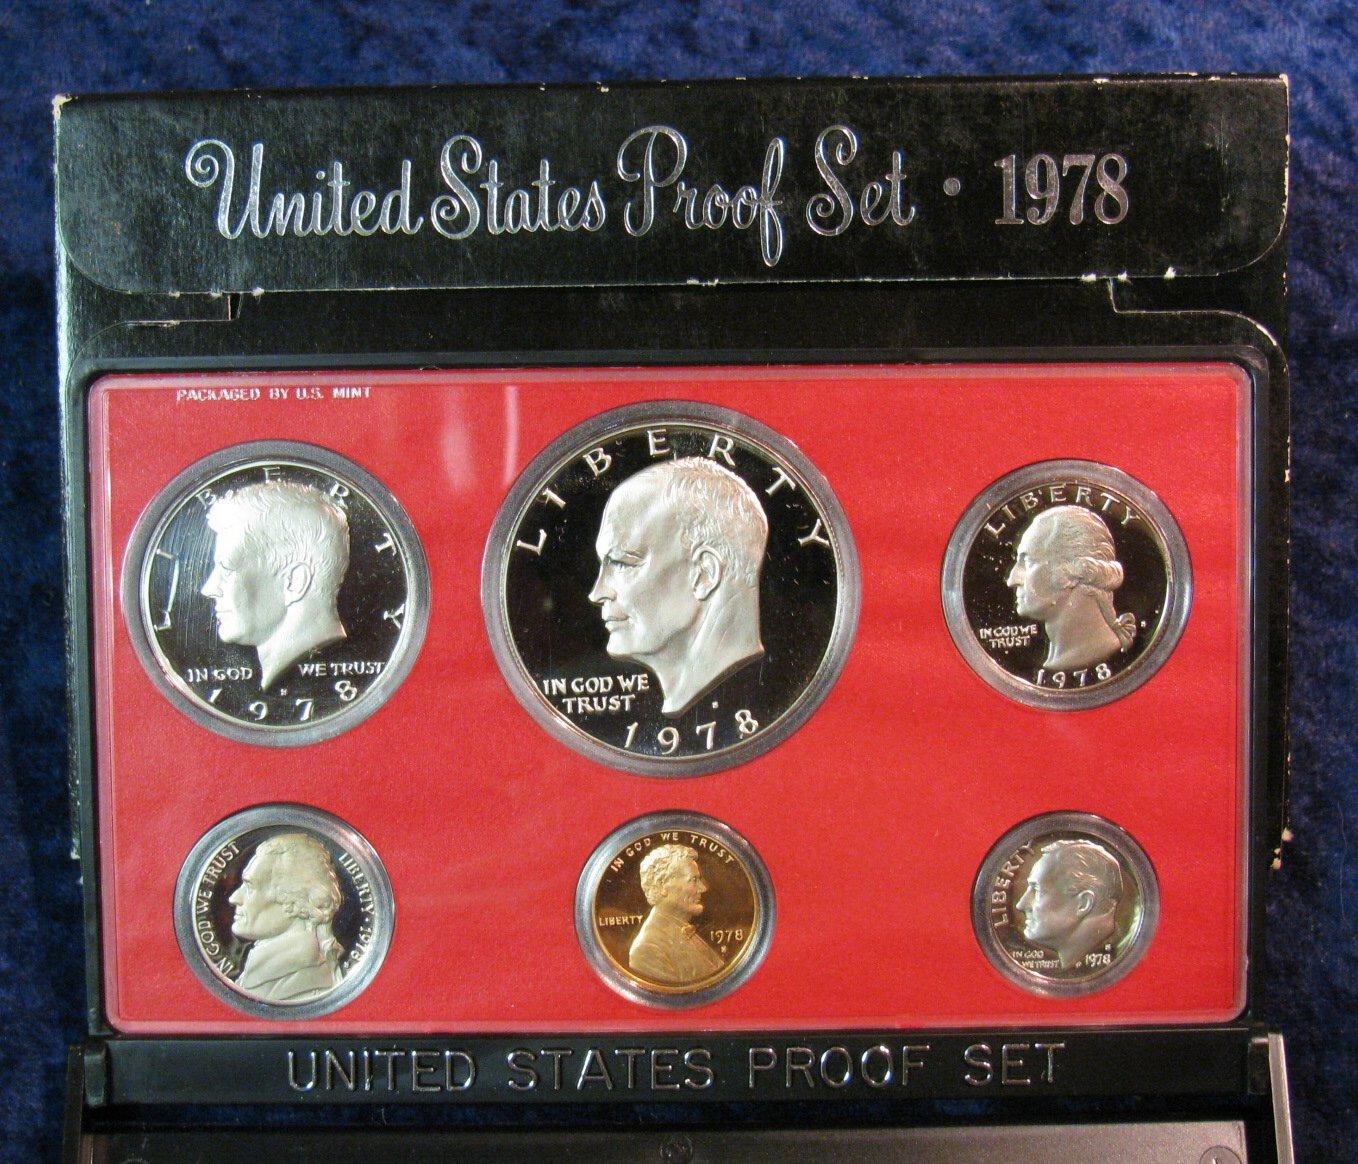 United States Proof Set · 1978
PACKAGED BY U.S. MINT
LIBERTY
IN GOD WE TRUST
S
1978
LIBERTY
IN GOD WE
TRUST
S
1978
LIBERTY
IN GOD WE
TRUST
S
1978
IN GOD WE TRUST
LIBERTY · 1978
S
IN GOD WE TRUST
LIBERTY
1978
S
LIBERTY
IN GOD
WE TRUST
S
1978
UNITED STATES PROOF SET